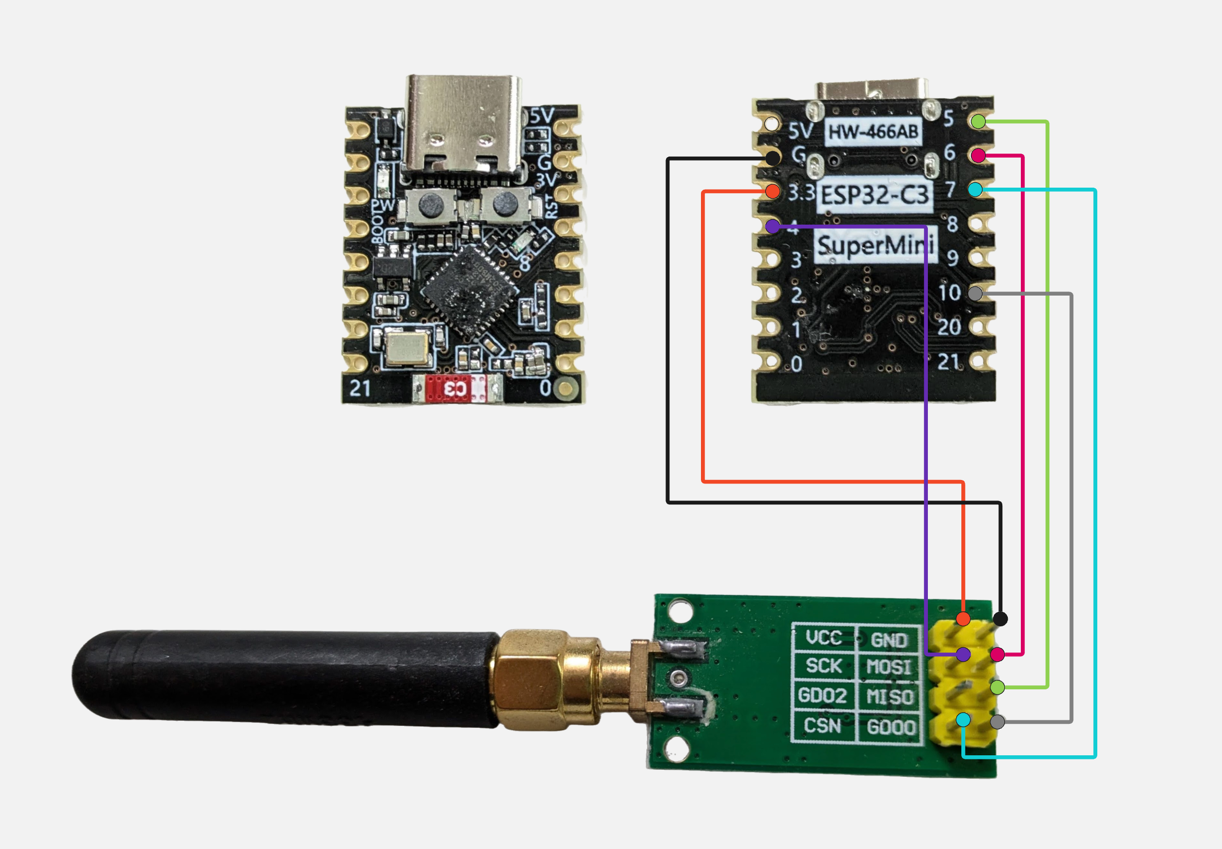 5V
G
3V
PW
BOOT
RST
8
21
C3
0
HW-466AB
ESP32-C3
SuperMini
5V
G
3.3
4
3
2
1
0
5
6
7
8
9
10
20
21
VCC GND
SCK MOSI
GDO2 MISO
CSN GDO0